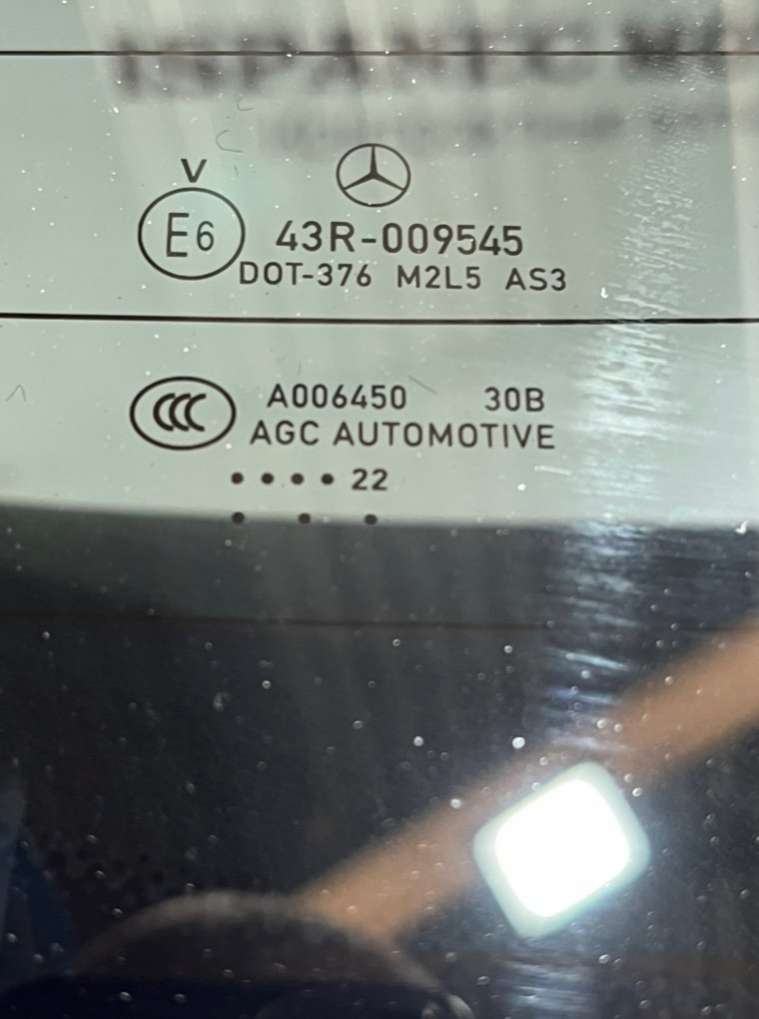 V
E6 43R-009545
DOT-376 M2L5 AS3
CCC A006450 30B
AGC AUTOMOTIVE
•••• 22
• • •